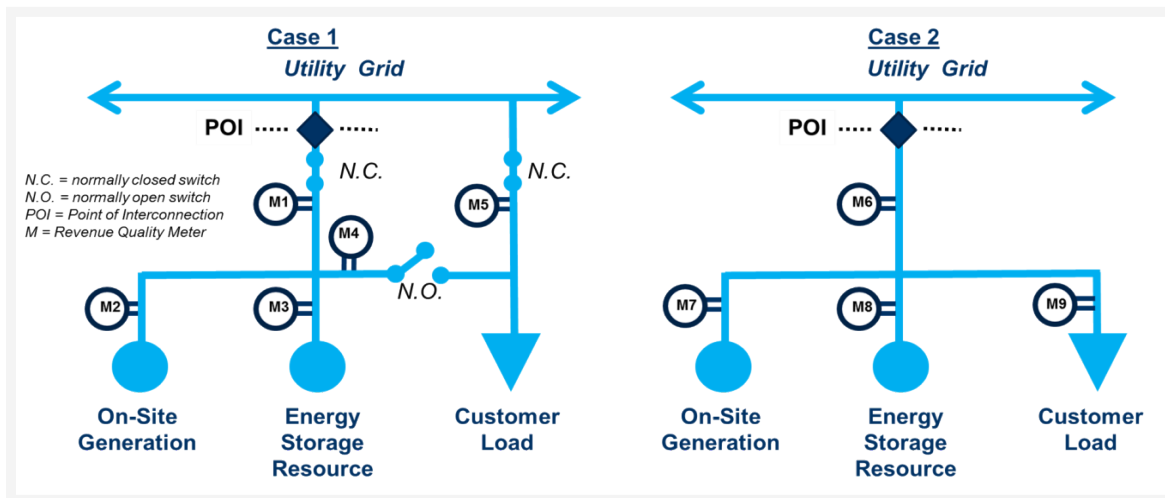 Case 1
Utility Grid
POI
N.C.
N.C.
N.C. = normally closed switch
N.O. = normally open switch
POI = Point of Interconnection
M = Revenue Quality Meter
M1
M5
M4
N.O.
M2
M3
On-Site
Generation
Energy
Storage
Resource
Customer
Load
Case 2
Utility Grid
POI
M6
M7
M8
M9
On-Site
Generation
Energy
Storage
Resource
Customer
Load